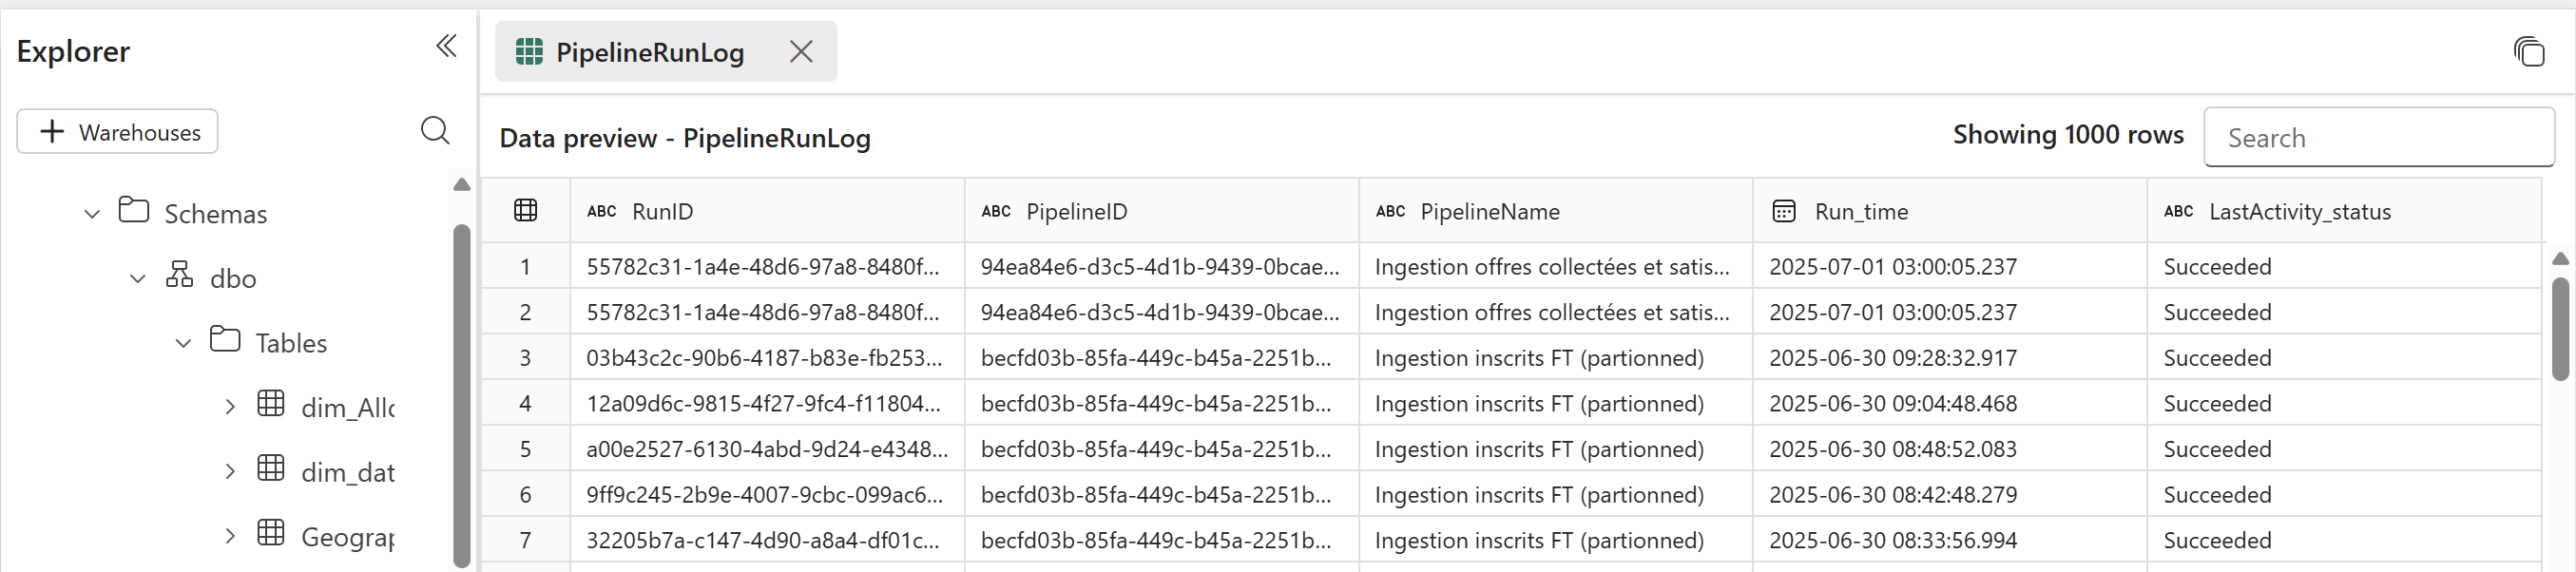 Explorer
Warehouses
Schemas
dbo
Tables
dim_Allo
dim_dat
Geograp
PipelineRunLog
Data preview - PipelineRunLog
Showing 1000 rows
Search
ABC RunID ABC PipelineID ABC PipelineName Run_time ABC LastActivity_status
1 55782c31-1a4e-48d6-97a8-8480f... 94ea84e6-d3c5-4d1b-9439-0bcae... Ingestion offres collectées et satis... 2025-07-01 03:00:05.237 Succeeded
2 55782c31-1a4e-48d6-97a8-8480f... 94ea84e6-d3c5-4d1b-9439-0bcae... Ingestion offres collectées et satis... 2025-07-01 03:00:05.237 Succeeded
3 03b43c2c-90b6-4187-b83e-fb253... becfd03b-85fa-449c-b45a-2251b... Ingestion inscrits FT (partionned) 2025-06-30 09:28:32.917 Succeeded
4 12a09d6c-9815-4f27-9fc4-f11804... becfd03b-85fa-449c-b45a-2251b... Ingestion inscrits FT (partionned) 2025-06-30 09:04:48.468 Succeeded
5 a00e2527-6130-4abd-9d24-e4348... becfd03b-85fa-449c-b45a-2251b... Ingestion inscrits FT (partionned) 2025-06-30 08:48:52.083 Succeeded
6 9ff9c245-2b9e-4007-9cbc-099ac6... becfd03b-85fa-449c-b45a-2251b... Ingestion inscrits FT (partionned) 2025-06-30 08:42:48.279 Succeeded
7 32205b7a-c147-4d90-a8a4-df01c... becfd03b-85fa-449c-b45a-2251b... Ingestion inscrits FT (partionned) 2025-06-30 08:33:56.994 Succeeded